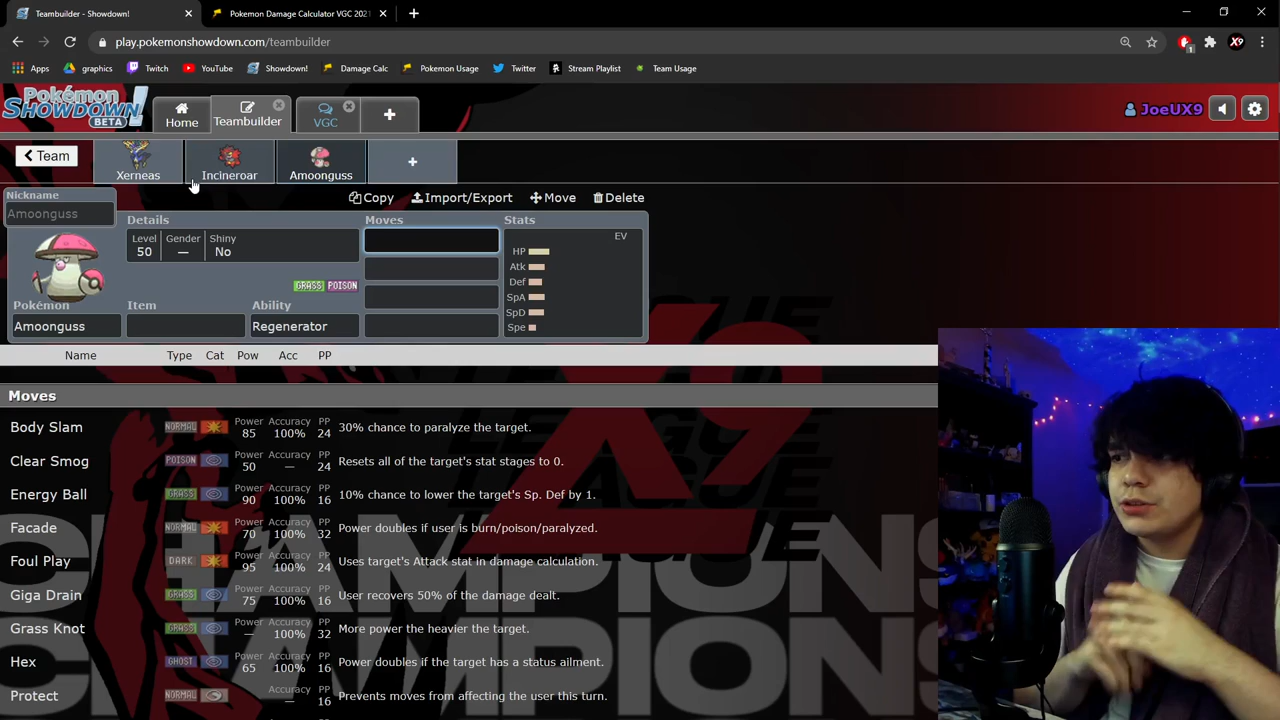 Teambuilder - Showdown!
Pokemon Damage Calculator VGC 2021
play.pokemonshowdown.com/teambuilder
X9
1
Apps
graphics
Twitch
YouTube
Showdown!
Damage Calc
Pokemon Usage
Twitter
Stream Playlist
Team Usage
Pokémon
SHOWDOWN!
BETA
Home
Teambuilder
VGC
JoeUX9
Team
Xerneas
Incineroar
Amoonguss
Nickname
Amoonguss
Copy
Import/Export
Move
Delete
Details
Moves
Stats
Level
Gender
Shiny
50
—
No
EV
HP
Atk
Def
SpA
SpD
Spe
GRASS
POISON
Pokémon
Item
Ability
Amoonguss
Regenerator
Name
Type
Cat
Pow
Acc
PP
Moves
Body Slam NORMAL Power 85 Accuracy 100% PP 24 30% chance to paralyze the target.
Clear Smog POISON Power 50 Accuracy — PP 24 Resets all of the target's stat stages to 0.
Energy Ball GRASS Power 90 Accuracy 100% PP 16 10% chance to lower the target's Sp. Def by 1.
Facade NORMAL Power 70 Accuracy 100% PP 32 Power doubles if user is burn/poison/paralyzed.
Foul Play DARK Power 95 Accuracy 100% PP 24 Uses target's Attack stat in damage calculation.
Giga Drain GRASS Power 75 Accuracy 100% PP 16 User recovers 50% of the damage dealt.
Grass Knot GRASS Power — Accuracy 100% PP 32 More power the heavier the target.
Hex GHOST Power 65 Accuracy 100% PP 16 Power doubles if the target has a status ailment.
Protect NORMAL Accuracy — PP 16 Prevents moves from affecting the user this turn.
X9
LEAGUE
LEAGUE
CHAMPIONS
CHAMPIONS